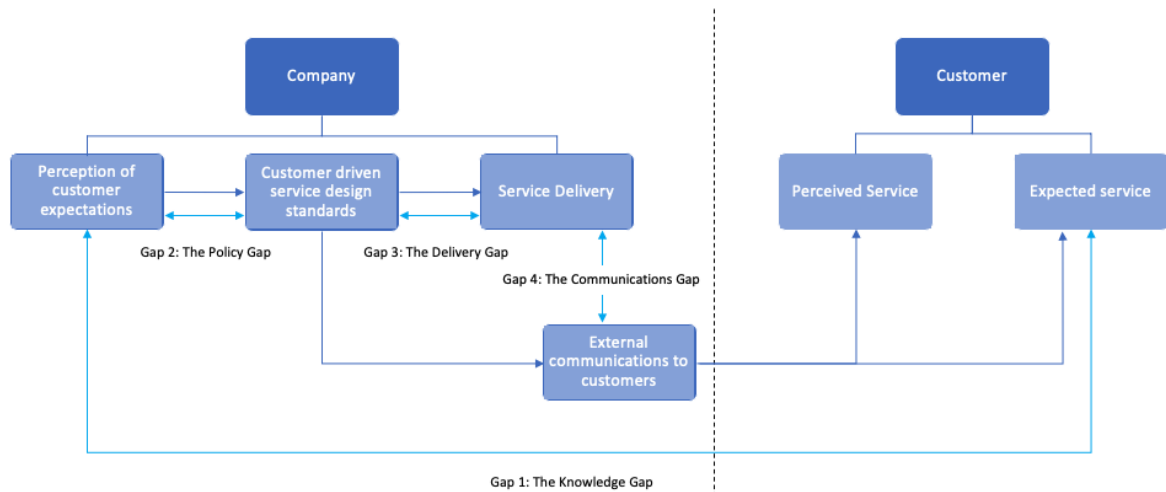 Company
Customer
Perception of
customer
expectations
Customer driven
service design
standards
Service Delivery
Perceived Service
Expected service
Gap 2: The Policy Gap
Gap 3: The Delivery Gap
Gap 4: The Communications Gap
External
communications to
customers
Gap 1: The Knowledge Gap